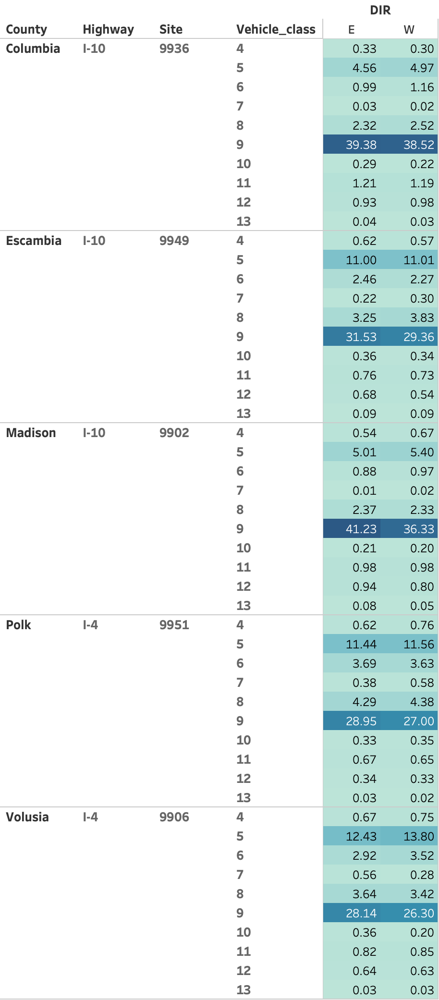 DIR
County Highway Site Vehicle_class E W
Columbia I-10 9936 4 0.33 0.30
5 4.56 4.97
6 0.99 1.16
7 0.03 0.02
8 2.32 2.52
9 39.38 38.52
10 0.29 0.22
11 1.21 1.19
12 0.93 0.98
13 0.04 0.03
Escambia I-10 9949 4 0.62 0.57
5 11.00 11.01
6 2.46 2.27
7 0.22 0.30
8 3.25 3.83
9 31.53 29.36
10 0.36 0.34
11 0.76 0.73
12 0.68 0.54
13 0.09 0.09
Madison I-10 9902 4 0.54 0.67
5 5.01 5.40
6 0.88 0.97
7 0.01 0.02
8 2.37 2.33
9 41.23 36.33
10 0.21 0.20
11 0.98 0.98
12 0.94 0.80
13 0.08 0.05
Polk I-4 9951 4 0.62 0.76
5 11.44 11.56
6 3.69 3.63
7 0.38 0.58
8 4.29 4.38
9 28.95 27.00
10 0.33 0.35
11 0.67 0.65
12 0.34 0.33
13 0.03 0.02
Volusia I-4 9906 4 0.67 0.75
5 12.43 13.80
6 2.92 3.52
7 0.56 0.28
8 3.64 3.42
9 28.14 26.30
10 0.36 0.20
11 0.82 0.85
12 0.64 0.63
13 0.03 0.03